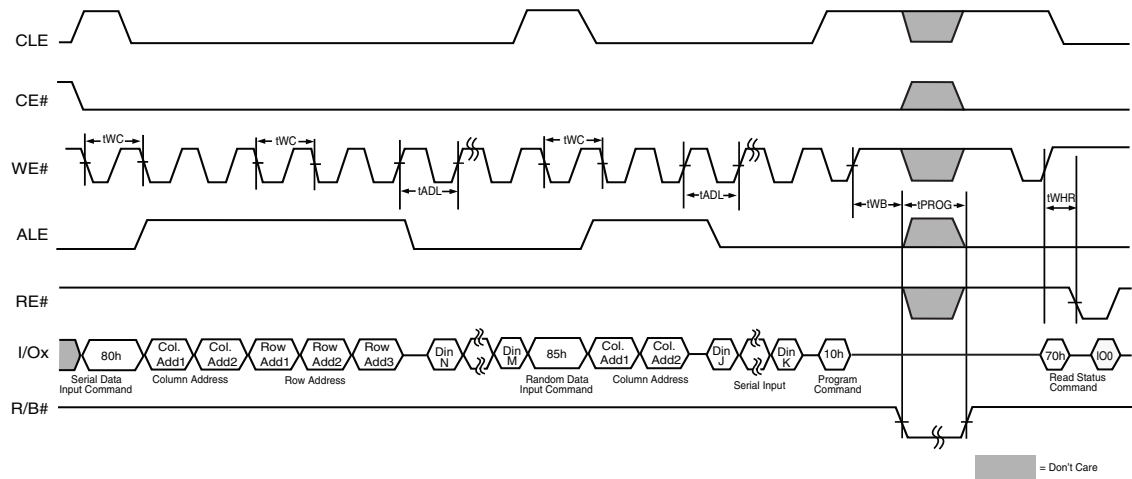 CLE
CE#
tWC
tWC
tWC
WE#
tADL
tADL
tWB
tPROG
tWHR
ALE
RE#
I/Ox
80h
Col. Add1
Col. Add2
Row Add1
Row Add2
Row Add3
Din N
Din M
85h
Col. Add1
Col. Add2
Din J
Din K
10h
70h
IO0
Serial Data Input Command
Column Address
Row Address
Random Data Input Command
Column Address
Serial Input
Program Command
Read Status Command
R/B#
= Don't Care